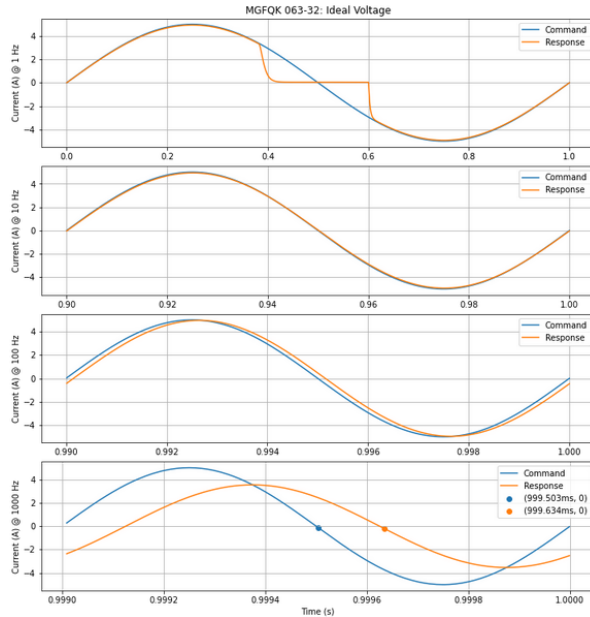 MGFQK 063-32: Ideal Voltage
Current (A) @ 1 Hz
4
2
0
−2
−4
Command
Response
0.0 0.2 0.4 0.6 0.8 1.0
Current (A) @ 10 Hz
4
2
0
−2
−4
Command
Response
0.90 0.92 0.94 0.96 0.98 1.00
Current (A) @ 100 Hz
4
2
0
−2
−4
Command
Response
0.990 0.992 0.994 0.996 0.998 1.000
Current (A) @ 1000 Hz
4
2
0
−2
−4
Command
Response
(999.503ms, 0)
(999.634ms, 0)
0.9990 0.9992 0.9994 0.9996 0.9998 1.0000
Time (s)